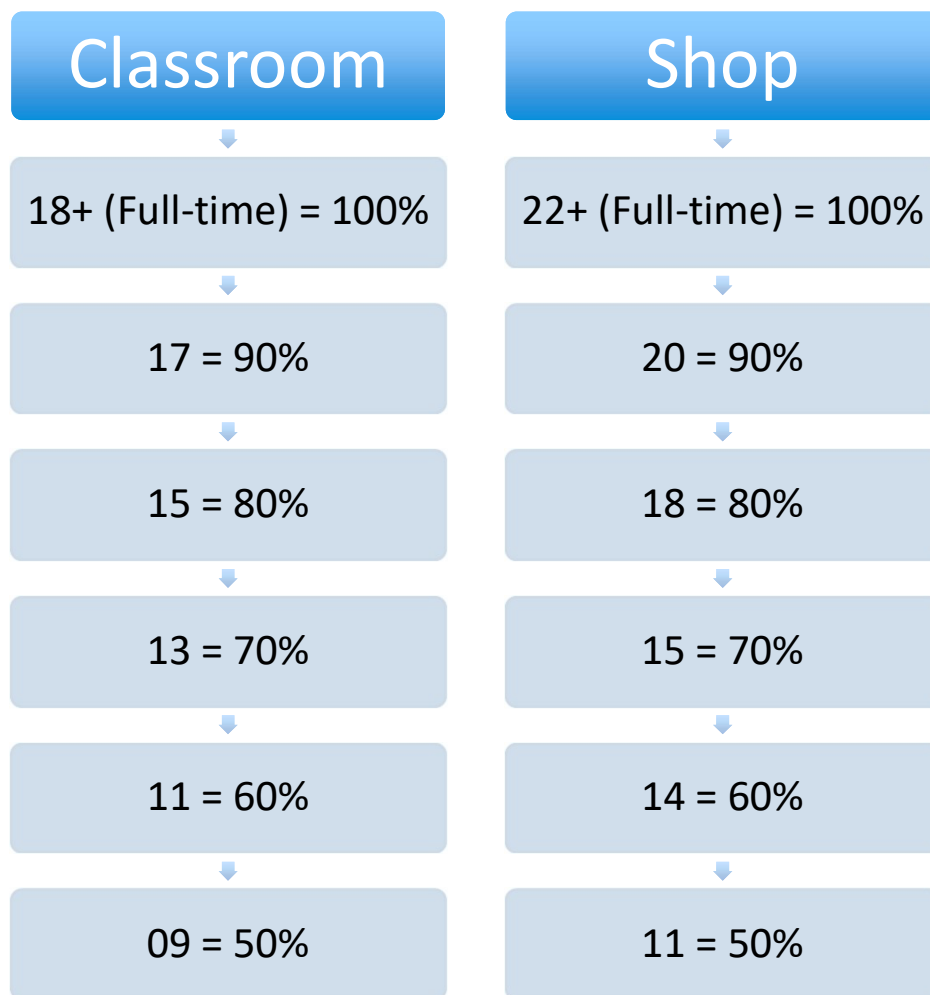 Classroom
18+ (Full-time) = 100%
17 = 90%
15 = 80%
13 = 70%
11 = 60%
09 = 50%
Shop
22+ (Full-time) = 100%
20 = 90%
18 = 80%
15 = 70%
14 = 60%
11 = 50%